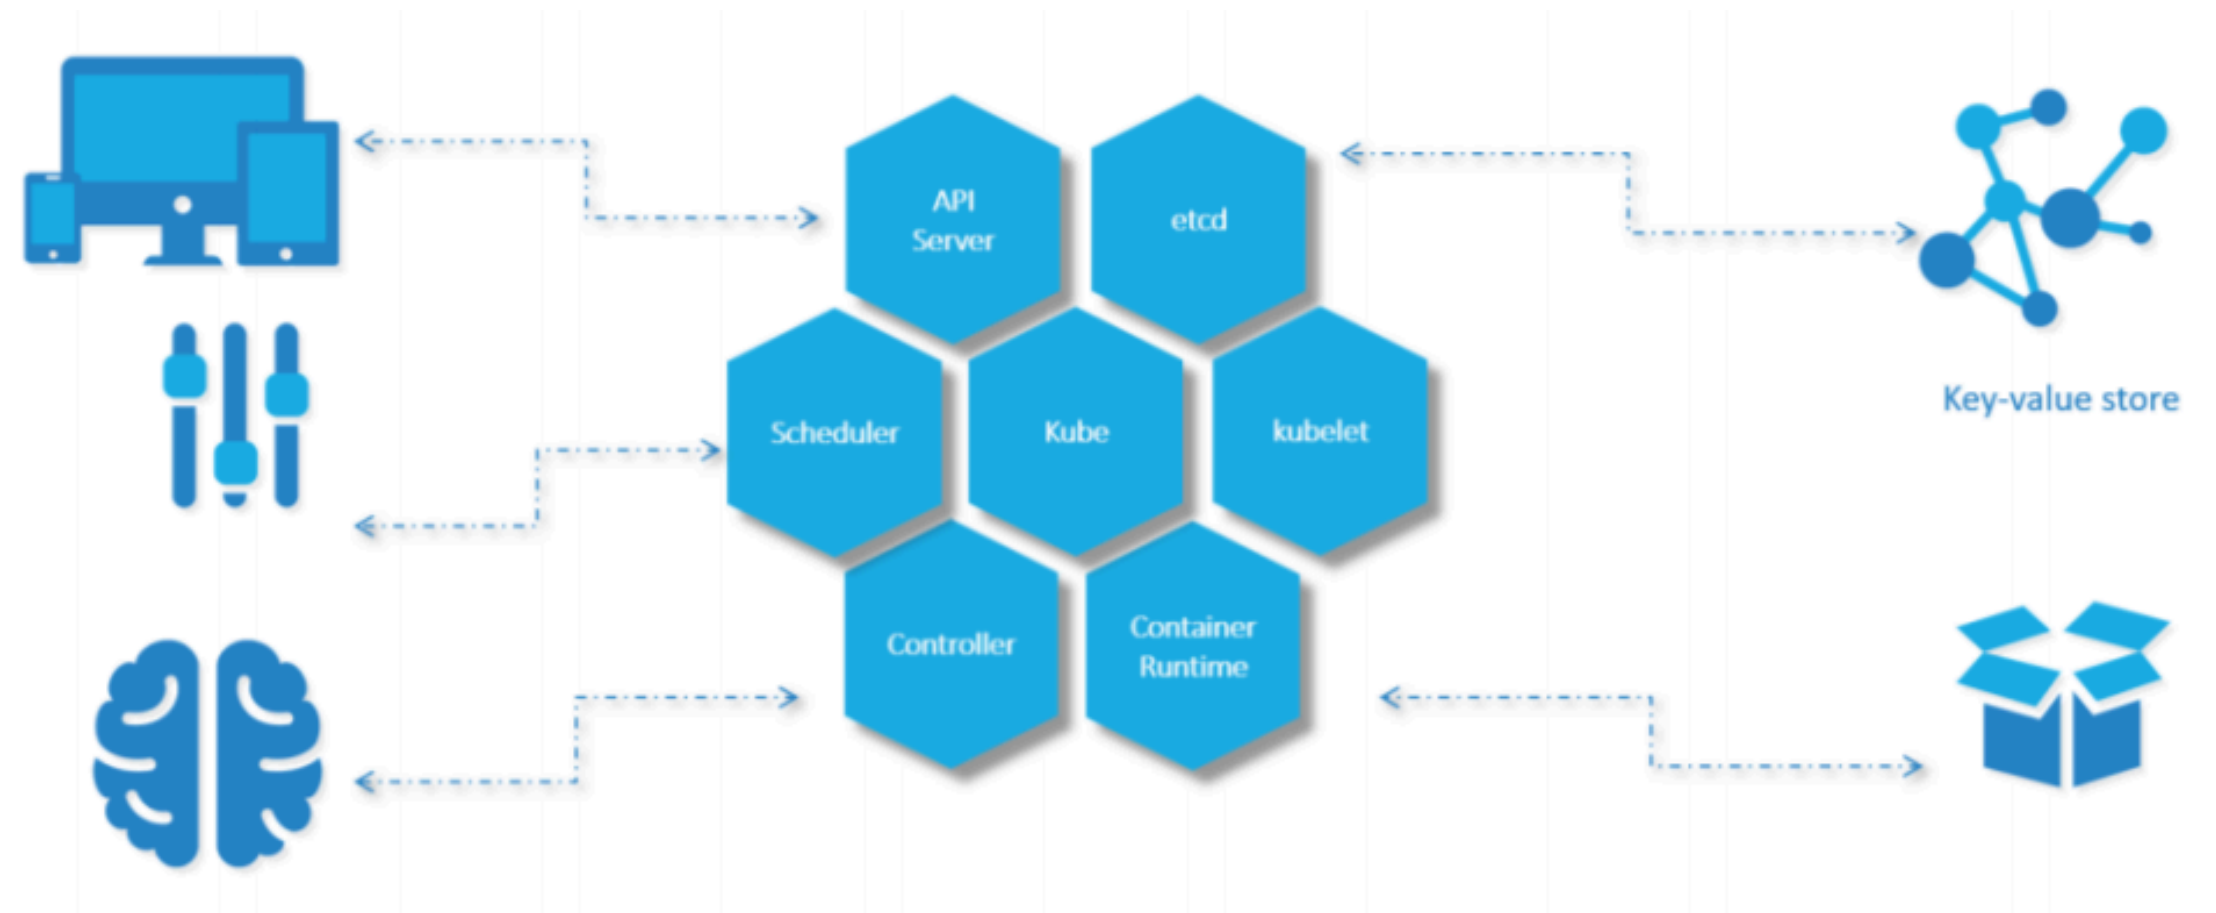 API
Server
etcd
Scheduler
Kube
kubelet
Key-value store
Controller
Container
Runtime